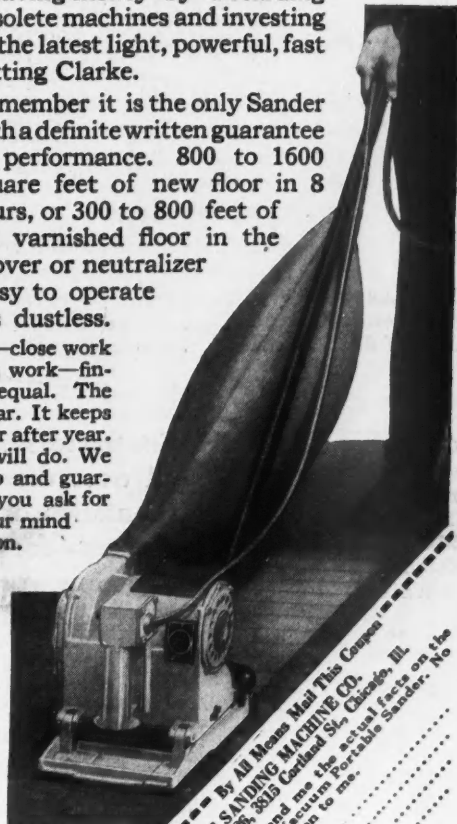 solete machines and investing
the latest light, powerful, fast
tting Clarke.
member it is the only Sander
th a definite written guarantee
performance. 800 to 1600
uare feet of new floor in 8
urs, or 300 to 800 feet of
varnished floor in the
over or neutralizer
sy to operate
dustless.
—close work
work—fin-
equal. The
ar. It keeps
r after year.
will do. We
and guar-
you ask for
ur mind
on.
By All Means Mail This Coupon
SANDING MACHINE CO.
3815 Cortland St., Chicago, Ill.
nd me the actual facts on the
acuum Portable Sander. No
on to me.